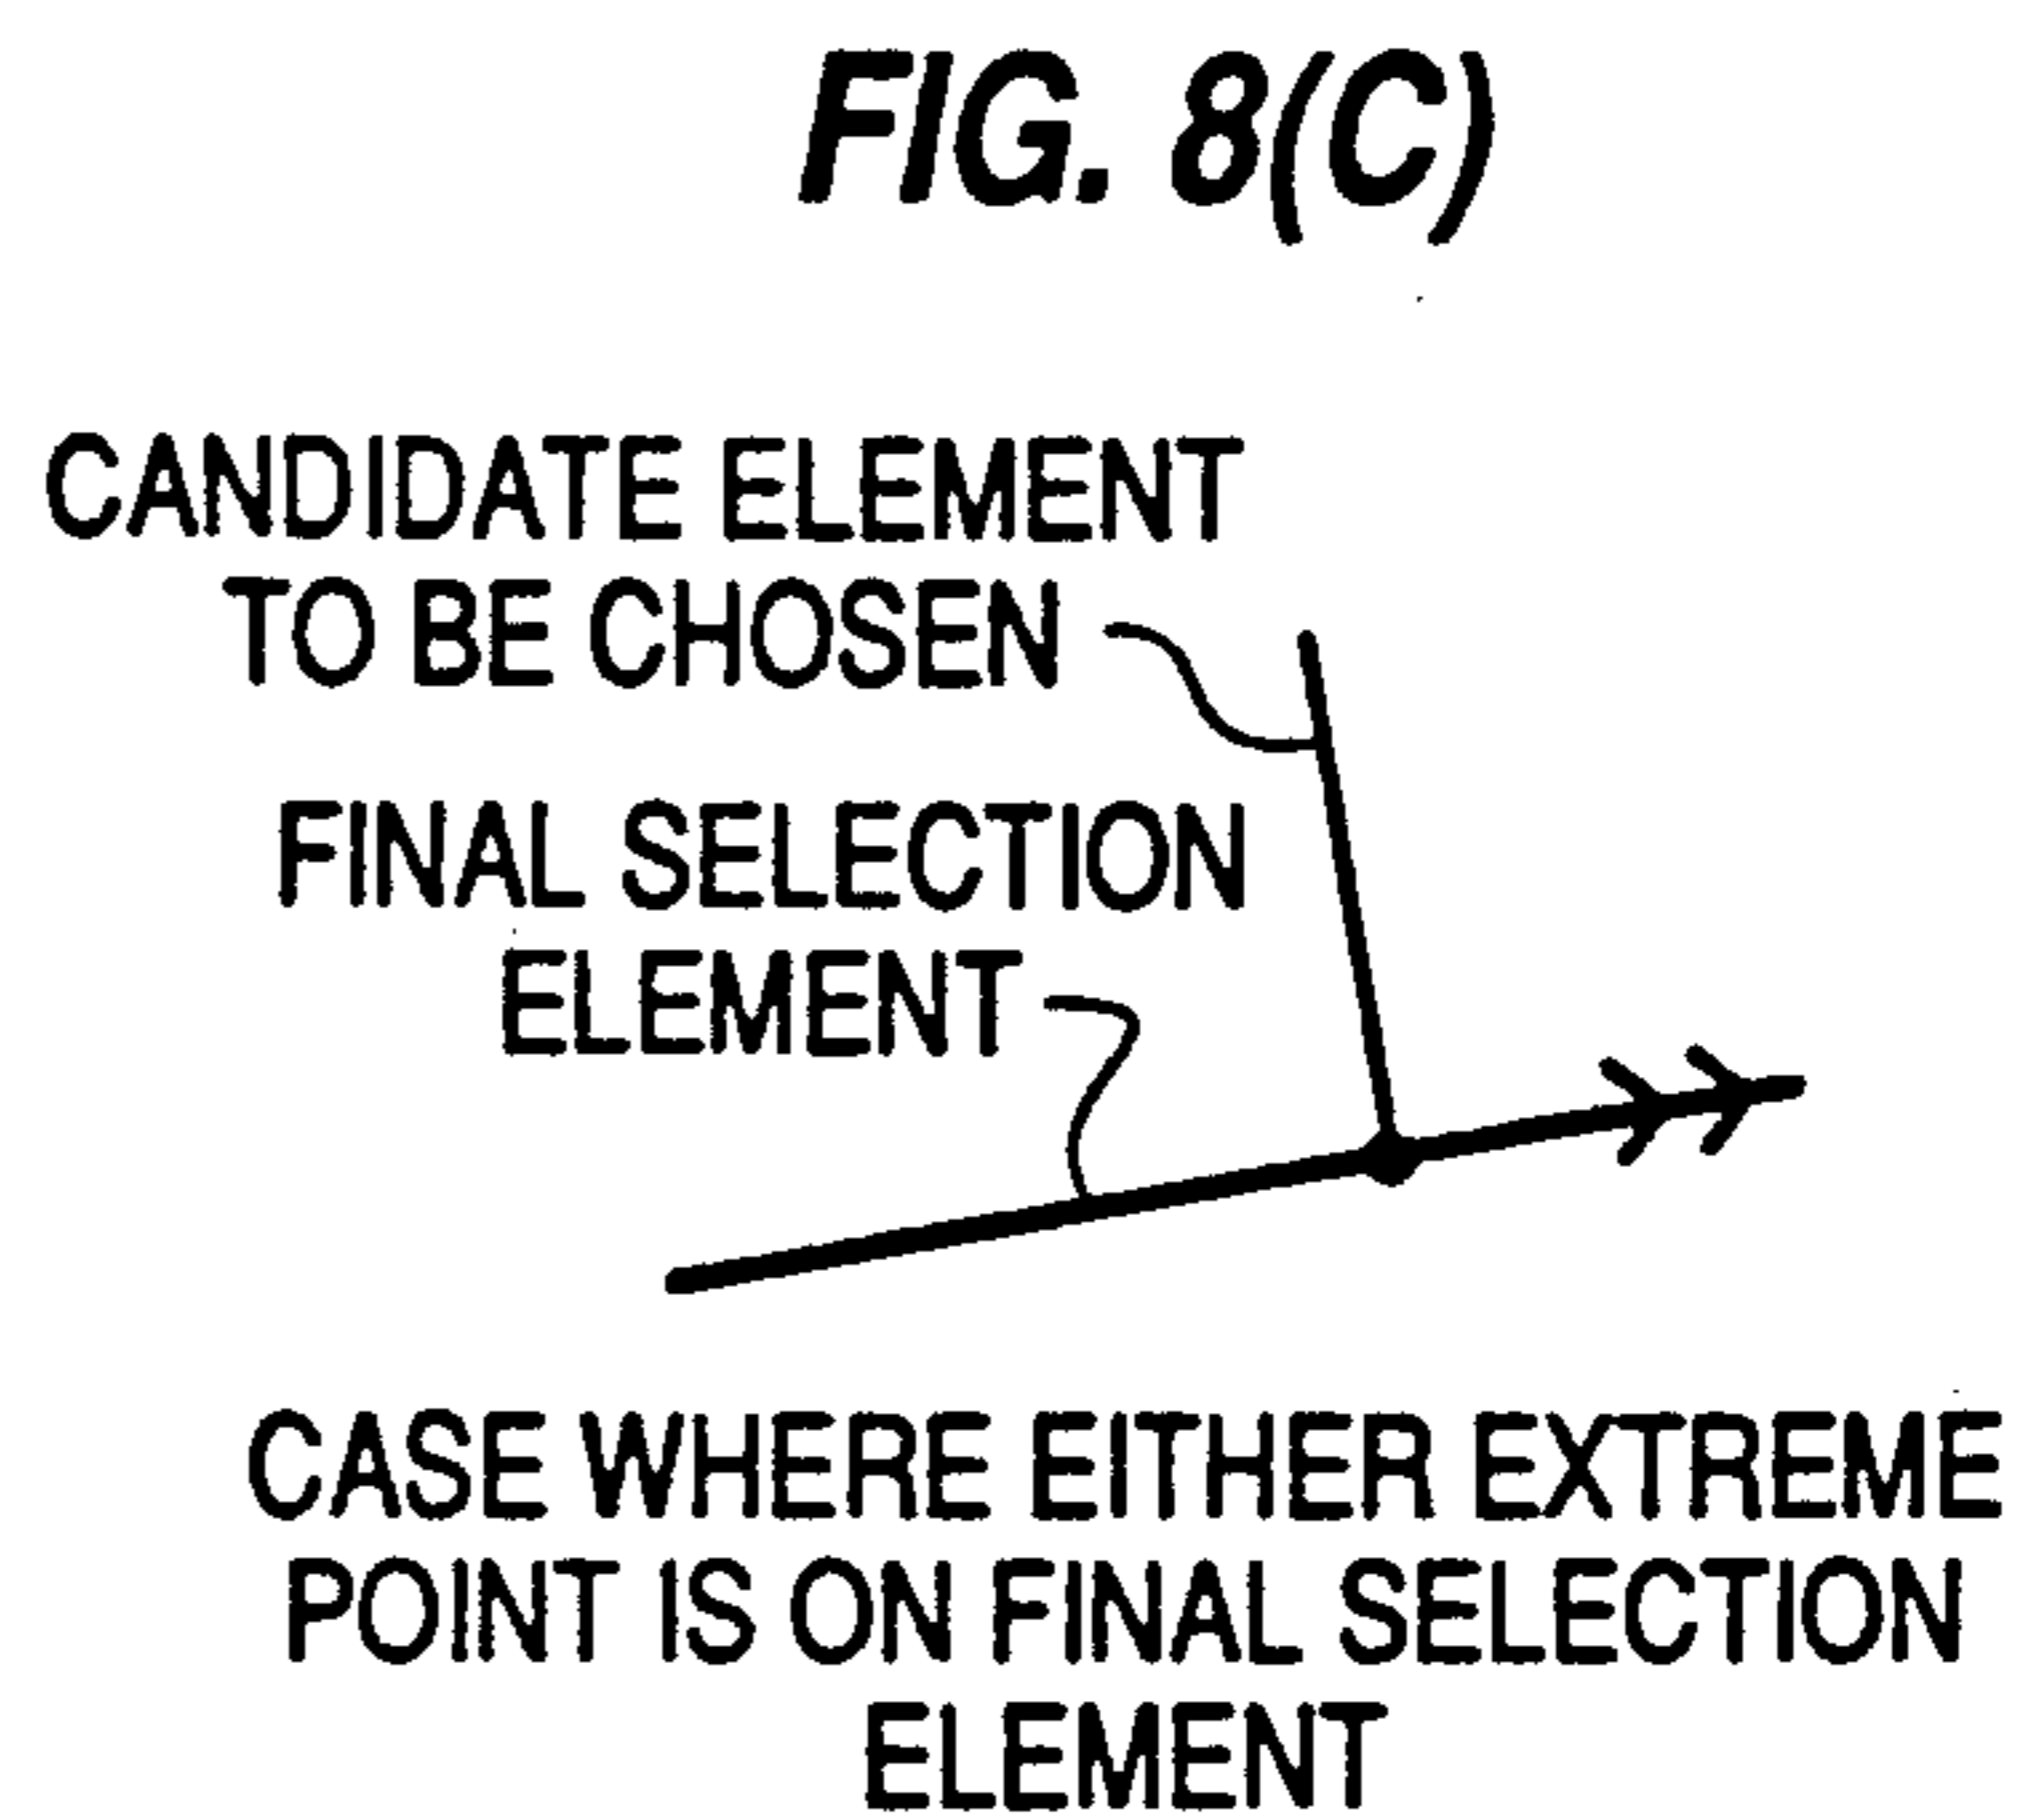 FIG. 8(C)
CANDIDATE ELEMENT
TO BE CHOSEN
FINAL SELECTION
ELEMENT
CASE WHERE EITHER EXTREME
POINT IS ON FINAL SELECTION
ELEMENT